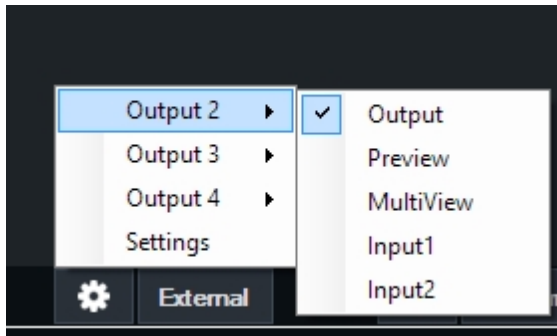 Output 2
Output 3
Output 4
Settings
Output
Preview
MultiView
Input1
Input2
External